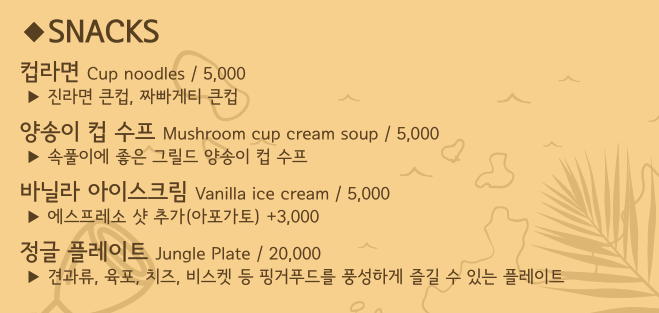 ◆SNACKS
컵라면 Cup noodles / 5,000
▶ 진라면 큰컵, 짜빠게티 큰컵
양송이 컵 수프 Mushroom cup cream soup / 5,000
▶ 속풀이에 좋은 그릴드 양송이 컵 수프
바닐라 아이스크림 Vanilla ice cream / 5,000
▶ 에스프레소 샷 추가(아포가토) +3,000
정글 플레이트 Jungle Plate / 20,000
▶ 견과류, 육포, 치즈, 비스켓 등 핑거푸드를 풍성하게 즐길 수 있는 플레이트